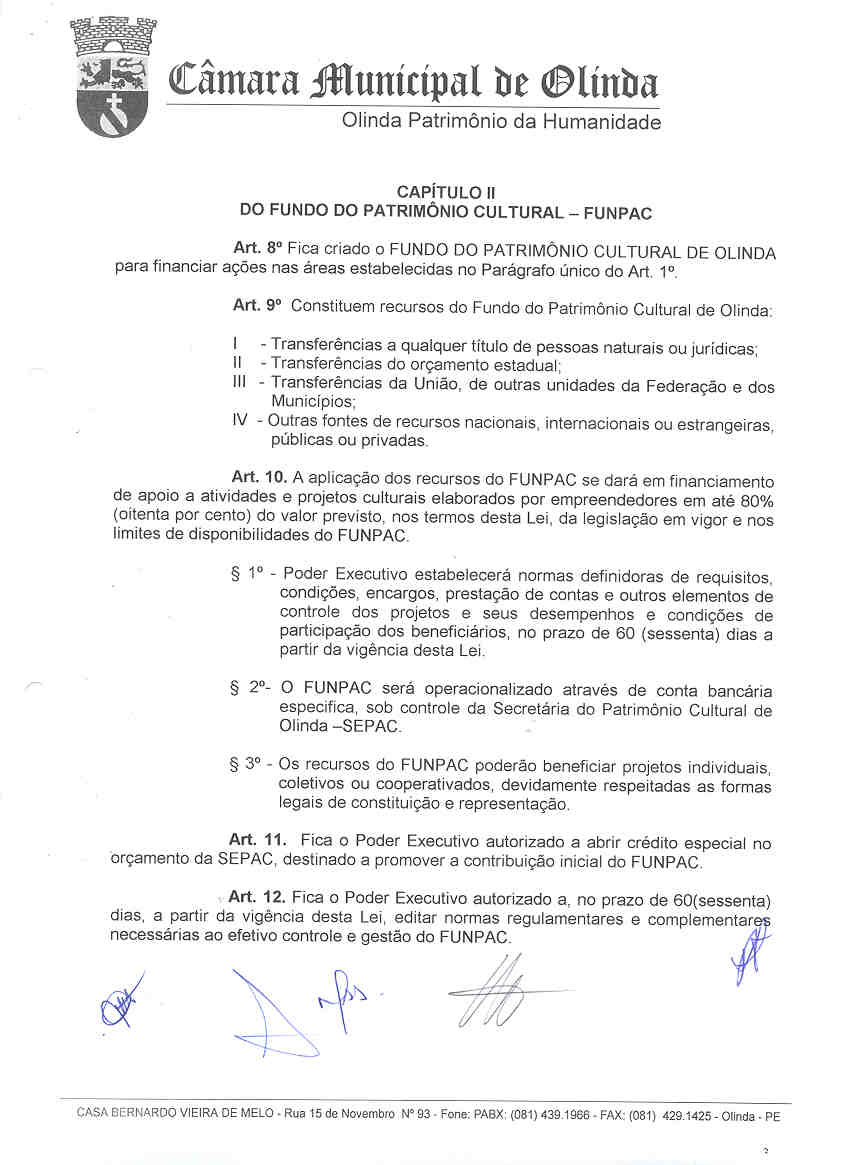 Câmara Municipal de Olinda
Olinda Patrimônio da Humanidade
CAPÍTULO II
DO FUNDO DO PATRIMÔNIO CULTURAL – FUNPAC
Art. 8º Fica criado o FUNDO DO PATRIMÔNIO CULTURAL DE OLINDA
para financiar ações nas áreas estabelecidas no Parágrafo único do Art. 1º.
Art. 9º Constituem recursos do Fundo do Patrimônio Cultural de Olinda:
I - Transferências a qualquer título de pessoas naturais ou jurídicas;
II - Transferências do orçamento estadual;
III - Transferências da União, de outras unidades da Federação e dos
Municípios;
IV - Outras fontes de recursos nacionais, internacionais ou estrangeiras,
públicas ou privadas.
Art. 10. A aplicação dos recursos do FUNPAC se dará em financiamento
de apoio a atividades e projetos culturais elaborados por empreendedores em até 80%
(oitenta por cento) do valor previsto, nos termos desta Lei, da legislação em vigor e nos
limites de disponibilidades do FUNPAC.
§ 1º - Poder Executivo estabelecerá normas definidoras de requisitos,
condições, encargos, prestação de contas e outros elementos de
controle dos projetos e seus desempenhos e condições de
participação dos beneficiários, no prazo de 60 (sessenta) dias a
partir da vigência desta Lei.
§ 2º- O FUNPAC será operacionalizado através de conta bancária
especifica, sob controle da Secretária do Patrimônio Cultural de
Olinda –SEPAC.
§ 3º - Os recursos do FUNPAC poderão beneficiar projetos individuais,
coletivos ou cooperativados, devidamente respeitadas as formas
legais de constituição e representação.
Art. 11. Fica o Poder Executivo autorizado a abrir crédito especial no
orçamento da SEPAC, destinado a promover a contribuição inicial do FUNPAC.
Art. 12. Fica o Poder Executivo autorizado a, no prazo de 60(sessenta)
dias, a partir da vigência desta Lei, editar normas regulamentares e complementares
necessárias ao efetivo controle e gestão do FUNPAC.
CASA BERNARDO VIEIRA DE MELO - Rua 15 de Novembro Nº 93 - Fone: PABX: (081) 439.1966 - FAX: (081) 429.1425 - Olinda - PE